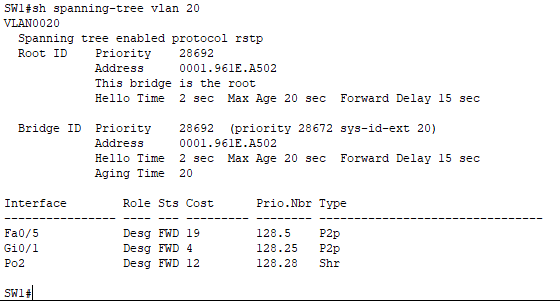 SW1#sh spanning-tree vlan 20
VLAN0020
  Spanning tree enabled protocol rstp
  Root ID    Priority    28692
             Address     0001.961E.A502
             This bridge is the root
             Hello Time  2 sec  Max Age 20 sec  Forward Delay 15 sec

  Bridge ID  Priority    28692  (priority 28672 sys-id-ext 20)
             Address     0001.961E.A502
             Hello Time  2 sec  Max Age 20 sec  Forward Delay 15 sec
             Aging Time  20

Interface        Role Sts Cost      Prio.Nbr Type
---------------- ---- --- --------- -------- --------------------------------
Fa0/5            Desg FWD 19        128.5    P2p
Gi0/1            Desg FWD 4         128.25   P2p
Po2              Desg FWD 12        128.28   Shr

SW1#